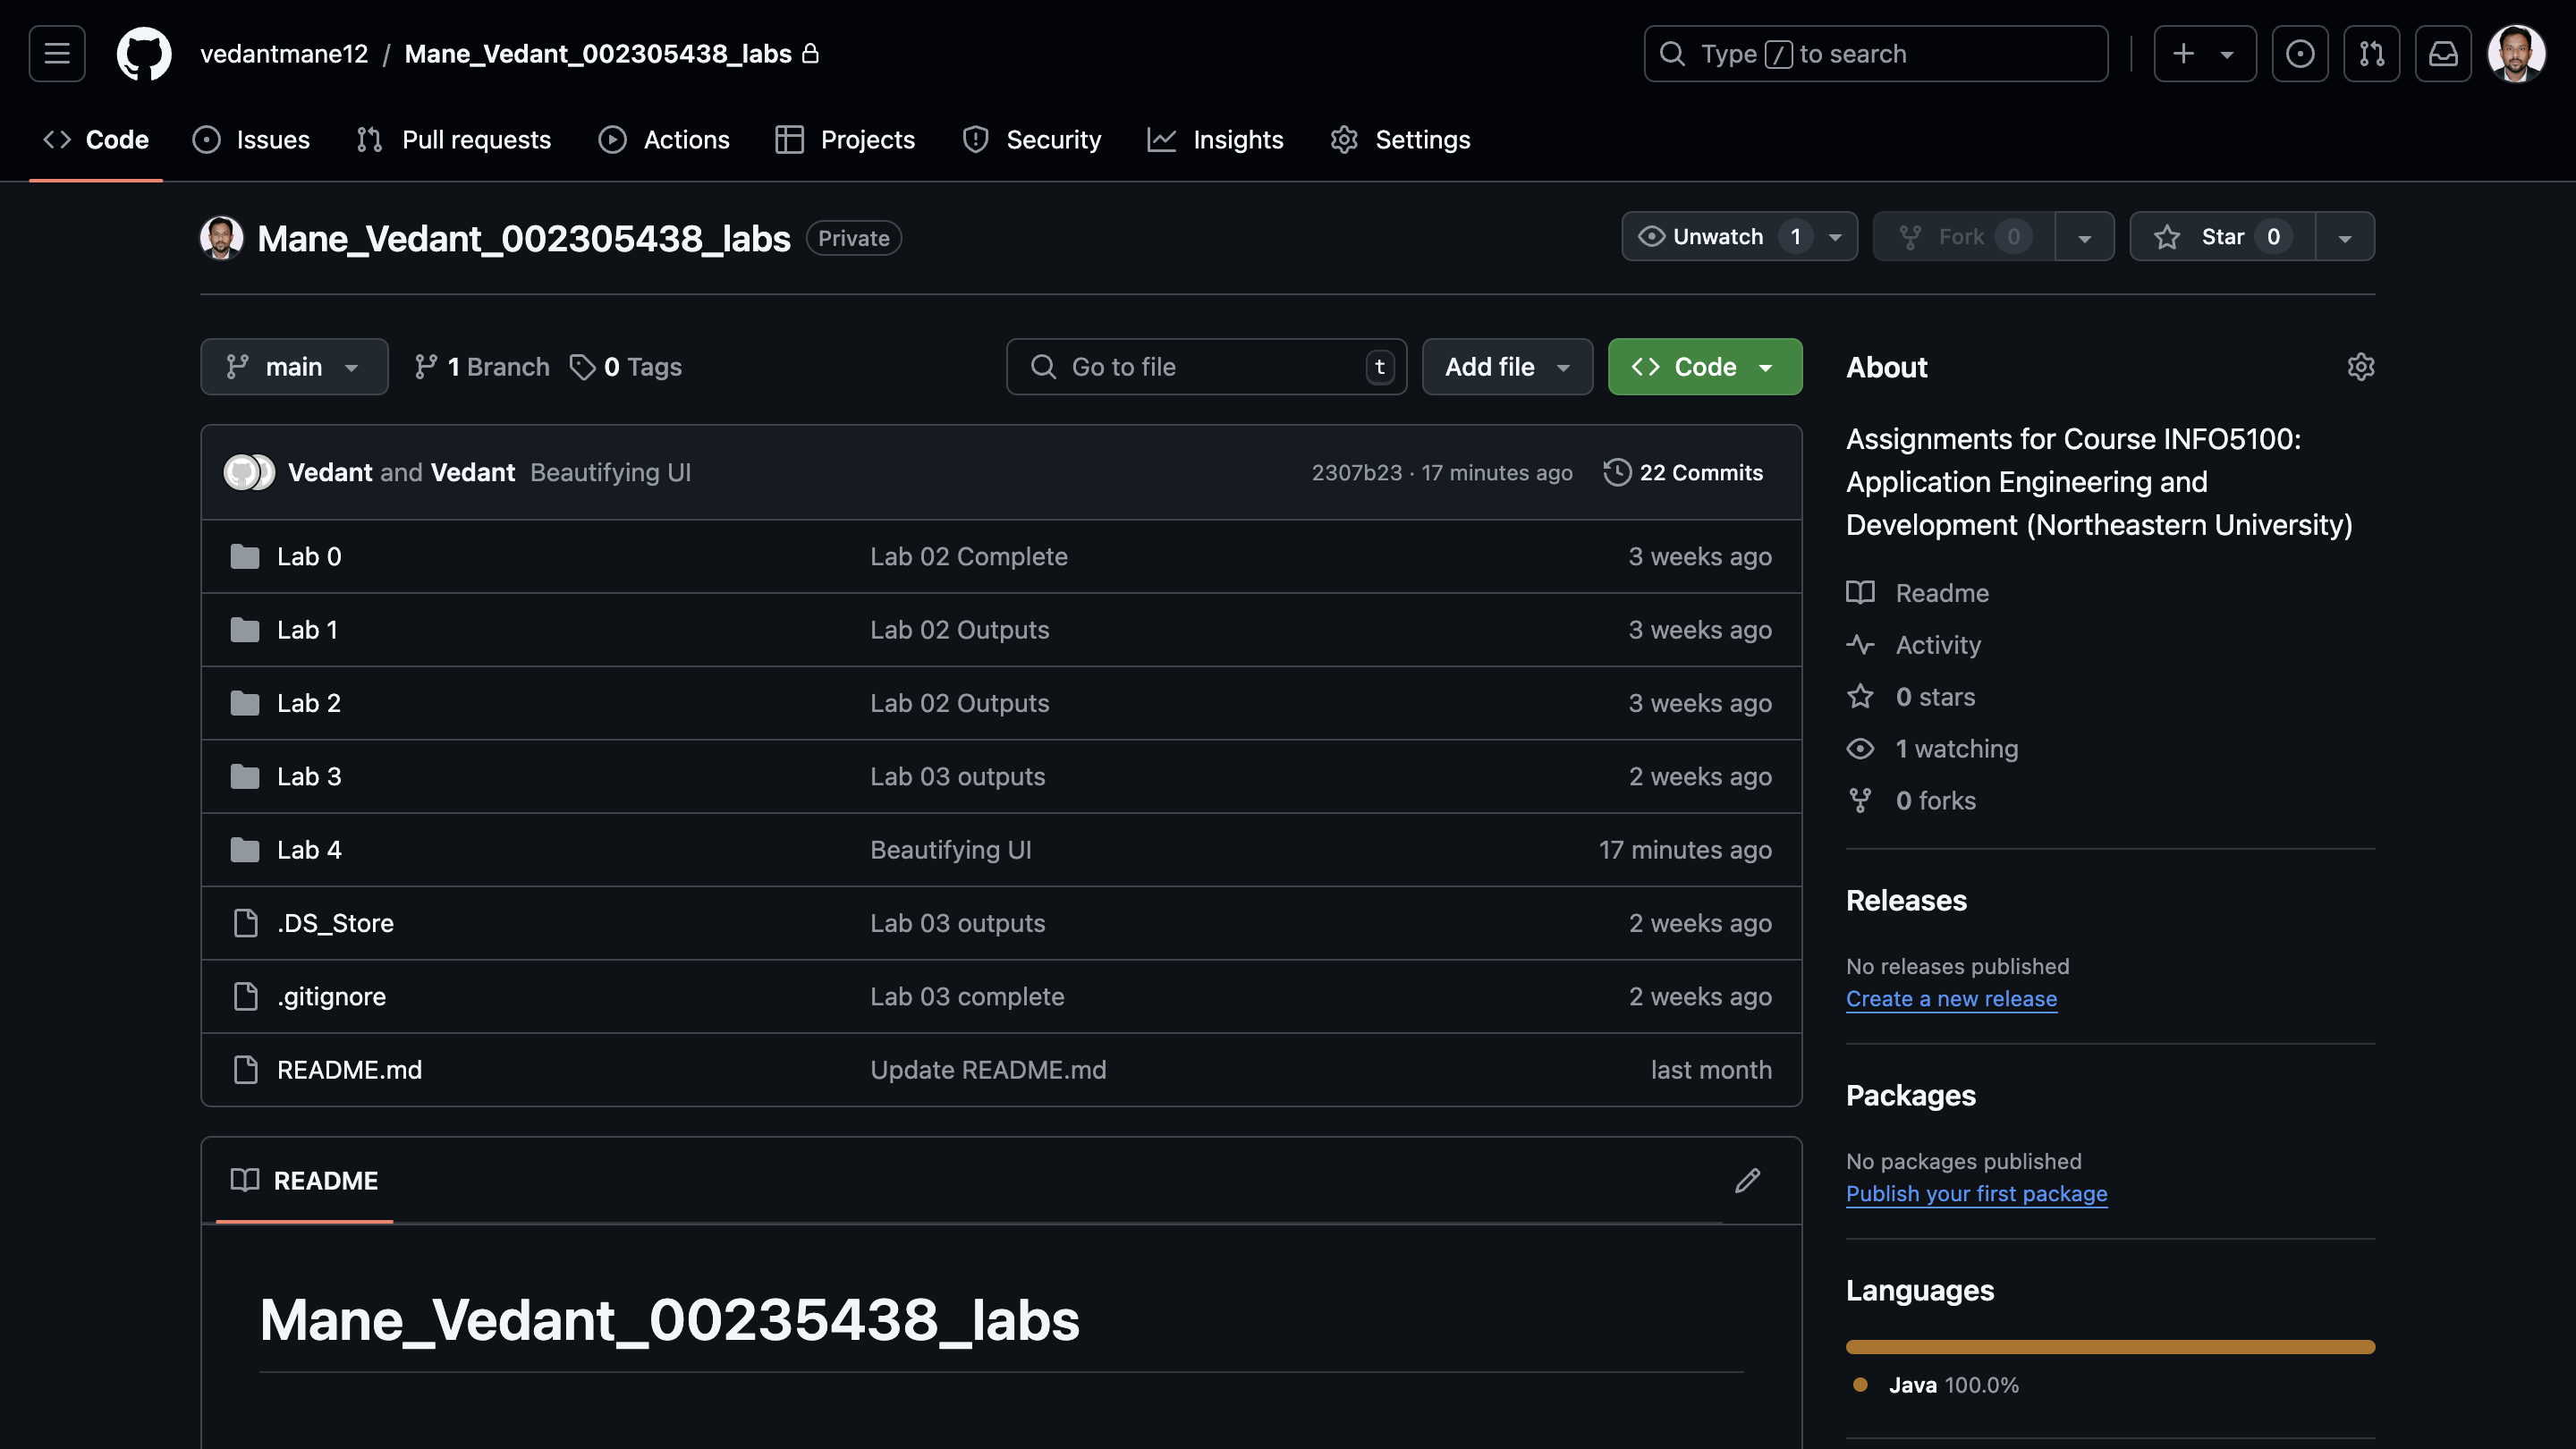 vedantmane12 / Mane_Vedant_002305438_labs
Type / to search
Code Issues Pull requests Actions Projects Security Insights Settings
Mane_Vedant_002305438_labs Private
Unwatch 1 Fork 0 Star 0
main 1 Branch 0 Tags
Go to file t Add file Code
Vedant and Vedant Beautifying UI 2307b23 · 17 minutes ago 22 Commits
Lab 0 Lab 02 Complete 3 weeks ago
Lab 1 Lab 02 Outputs 3 weeks ago
Lab 2 Lab 02 Outputs 3 weeks ago
Lab 3 Lab 03 outputs 2 weeks ago
Lab 4 Beautifying UI 17 minutes ago
.DS_Store Lab 03 outputs 2 weeks ago
.gitignore Lab 03 complete 2 weeks ago
README.md Update README.md last month
README
Mane_Vedant_00235438_labs
About
Assignments for Course INFO5100:
Application Engineering and
Development (Northeastern University)
Readme
Activity
0 stars
1 watching
0 forks
Releases
No releases published
Create a new release
Packages
No packages published
Publish your first package
Languages
Java 100.0%